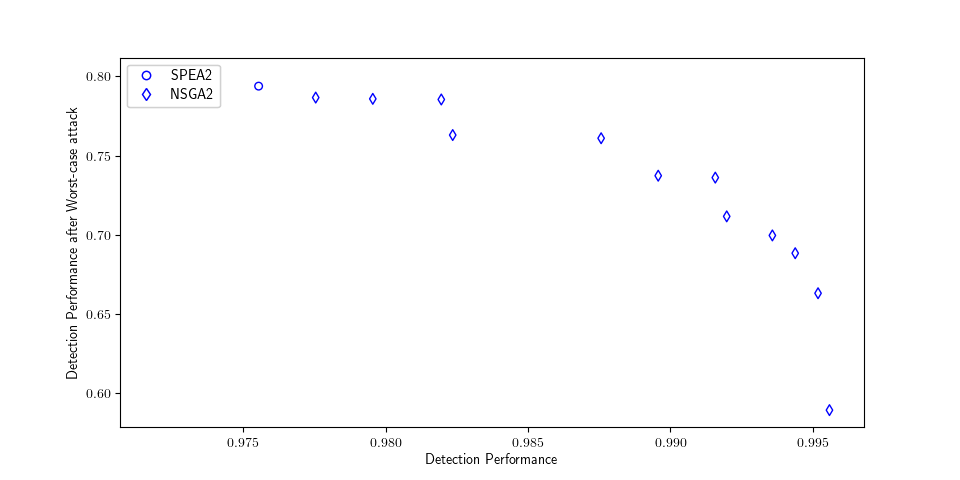 SPEA2
NSGA2
0.80
0.75
0.70
0.65
0.60
Detection Performance after Worst-case attack
0.975
0.980
0.985
0.990
0.995
Detection Performance